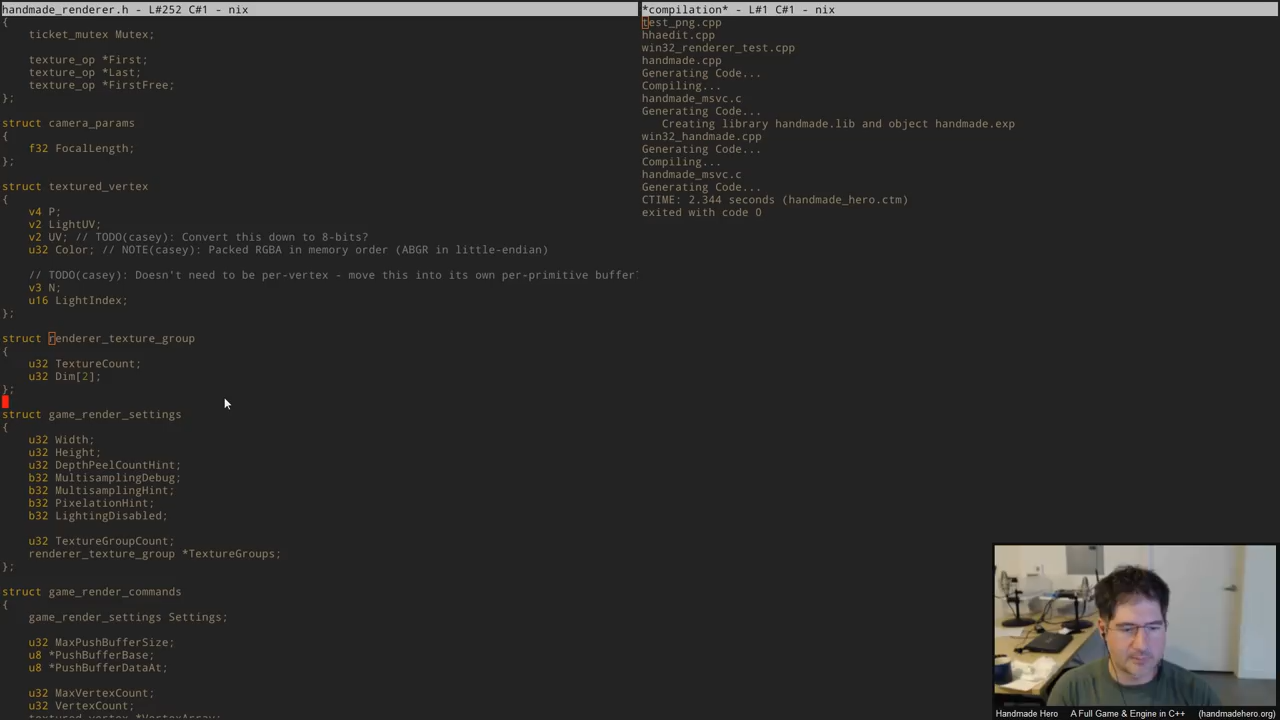 handmade_renderer.h - L#252 C#1 - nix
{
    ticket_mutex Mutex;
    texture_op *First;
    texture_op *Last;
    texture_op *FirstFree;
};
struct camera_params
{
    f32 FocalLength;
};
struct textured_vertex
{
    v4 P;
    v2 LightUV;
    v2 UV; // TODO(casey): Convert this down to 8-bits?
    u32 Color; // NOTE(casey): Packed RGBA in memory order (ABGR in little-endian)
    // TODO(casey): Doesn't need to be per-vertex - move this into its own per-primitive buffer?
    v3 N;
    u16 LightIndex;
};
struct renderer_texture_group
{
    u32 TextureCount;
    u32 Dim[2];
};
struct game_render_settings
{
    u32 Width;
    u32 Height;
    u32 DepthPeelCountHint;
    b32 MultisamplingDebug;
    b32 MultisamplingHint;
    b32 PixelationHint;
    b32 LightingDisabled;
    u32 TextureGroupCount;
    renderer_texture_group *TextureGroups;
};
struct game_render_commands
{
    game_render_settings Settings;
    u32 MaxPushBufferSize;
    u8 *PushBufferBase;
    u8 *PushBufferDataAt;
    u32 MaxVertexCount;
    u32 VertexCount;
    textured_vertex *VertexArray;
*compilation* - L#1 C#1 - nix
test_png.cpp
hhaedit.cpp
win32_renderer_test.cpp
handmade.cpp
Generating Code...
Compiling...
handmade_msvc.c
Generating Code...
   Creating library handmade.lib and object handmade.exp
win32_handmade.cpp
Generating Code...
Compiling...
handmade_msvc.c
Generating Code...
CTIME: 2.344 seconds (handmade_hero.ctm)
exited with code 0
Handmade Hero A Full Game & Engine in C++ (handmadehero.org)